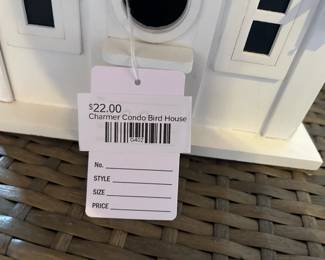 $22.00
Charmer Condo Bird House
No.
STYLE
SIZE
PRICE